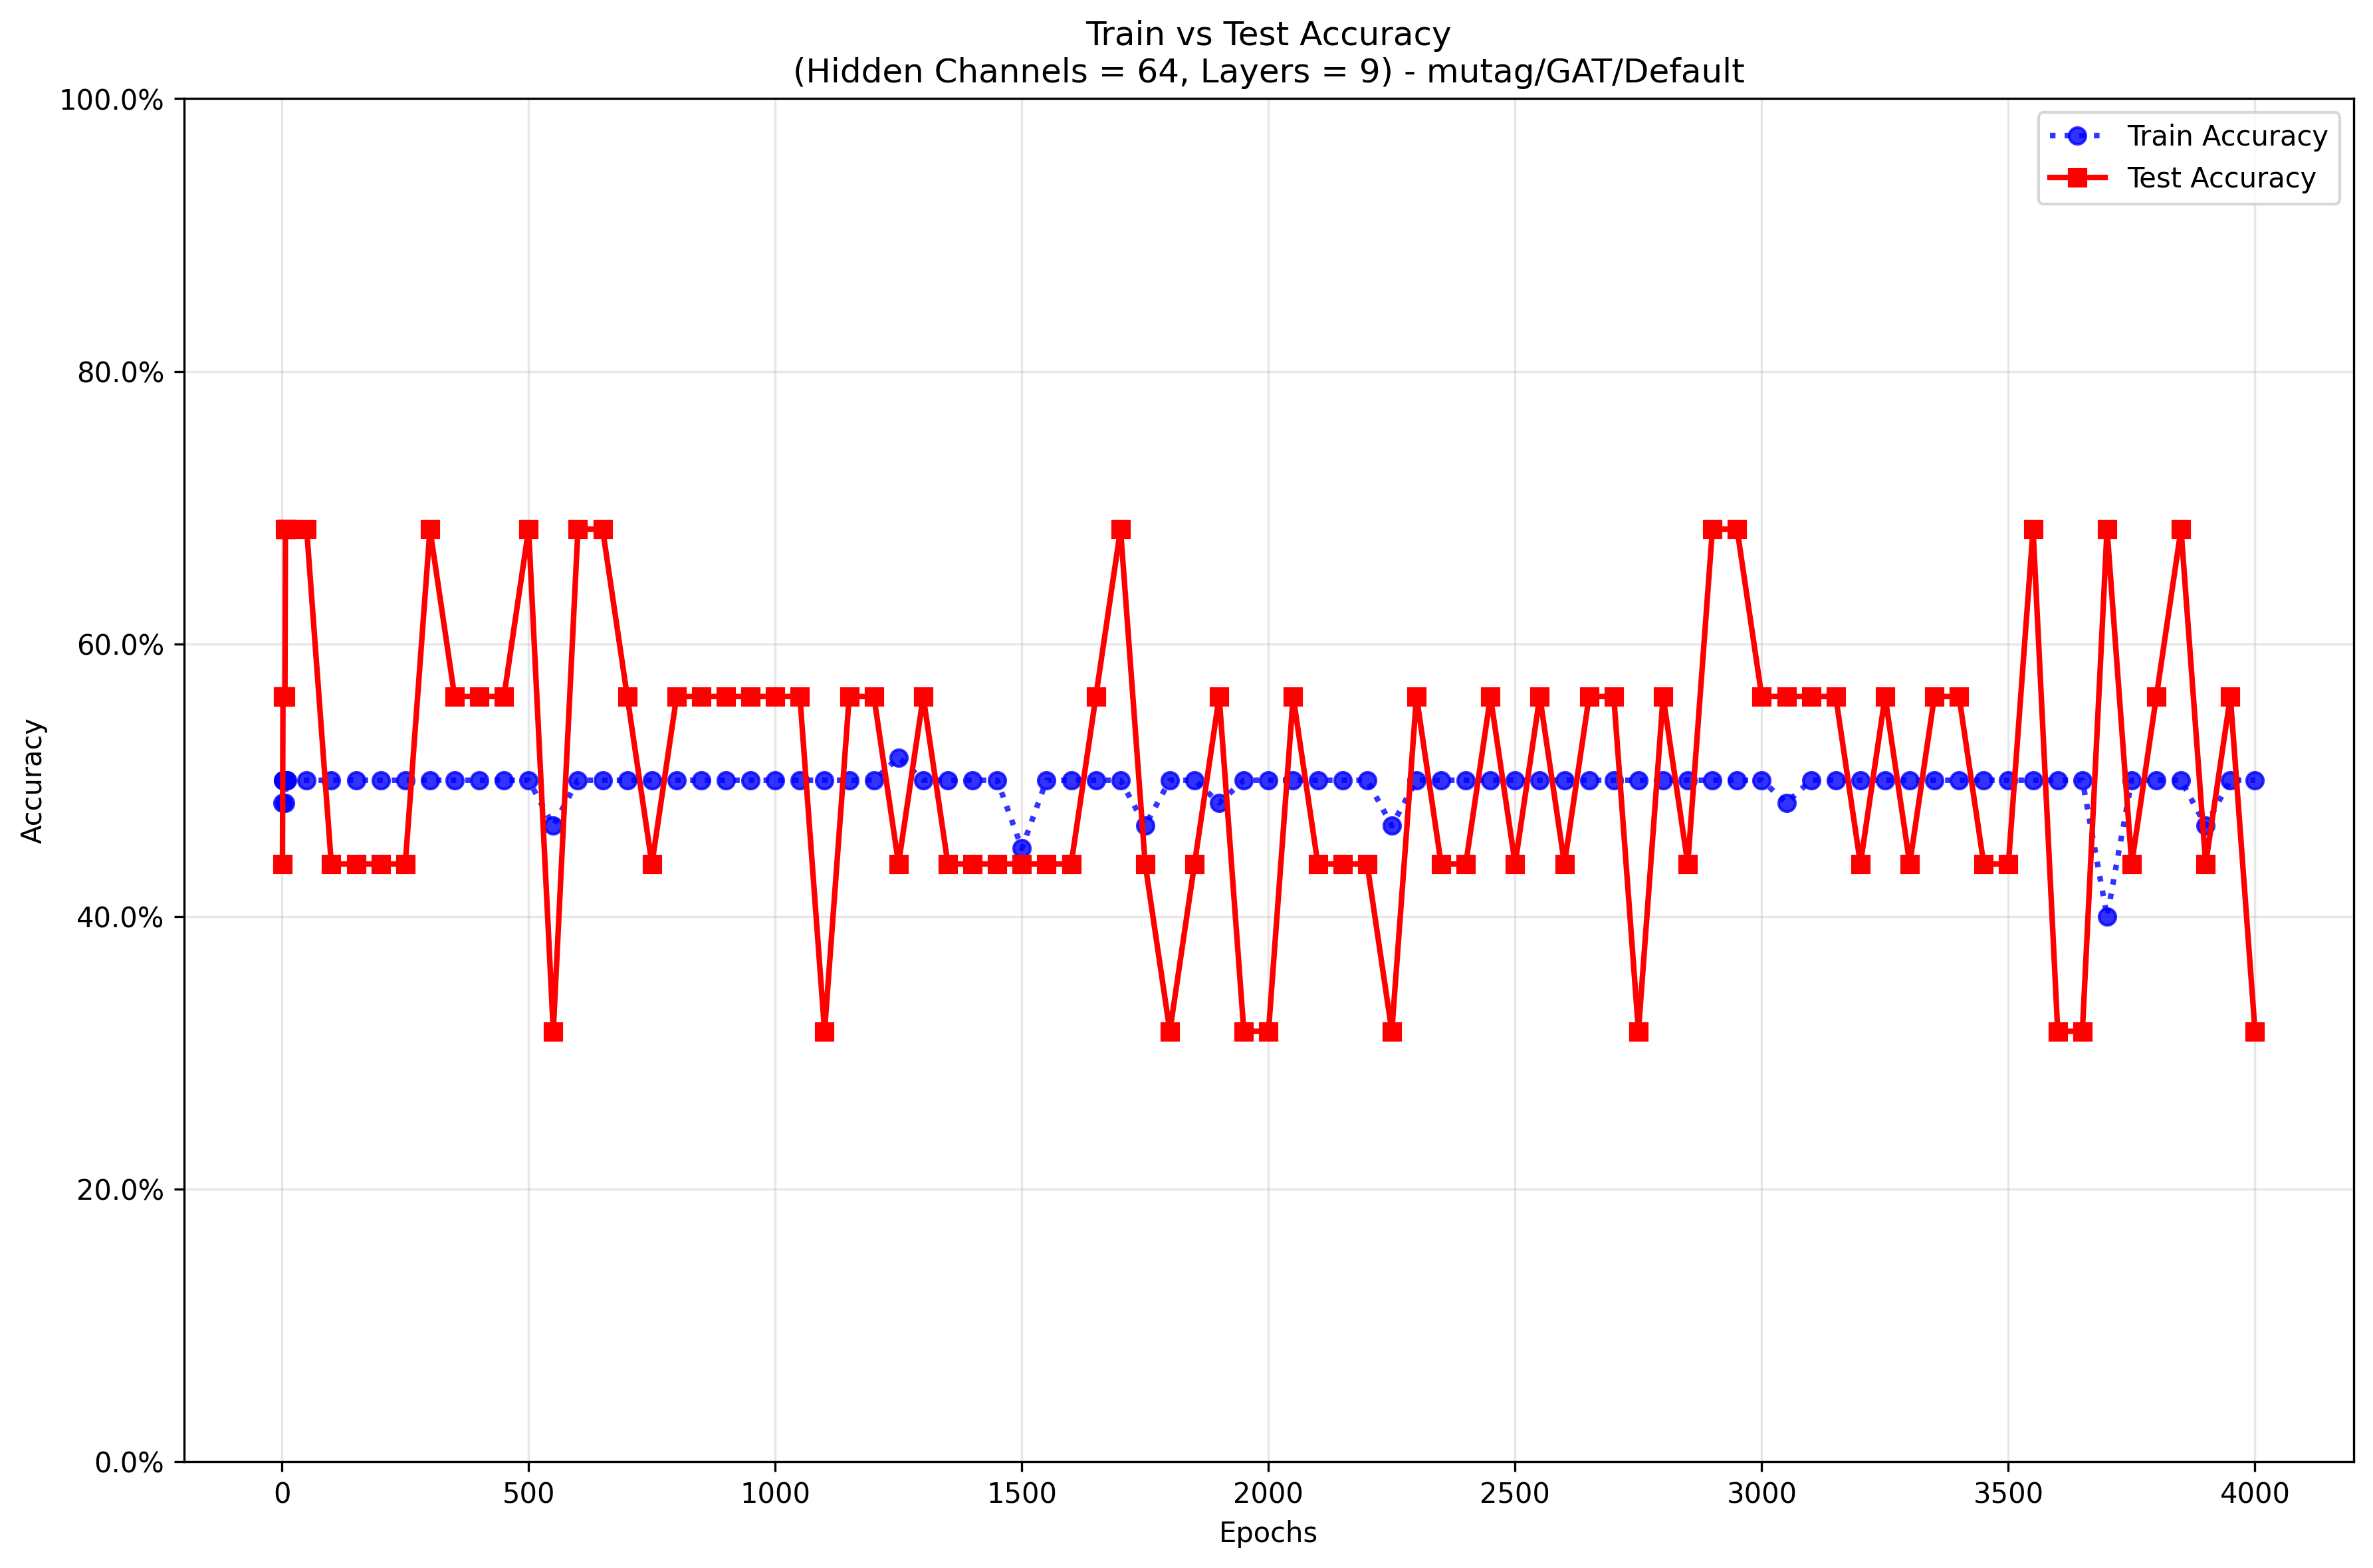 Train vs Test Accuracy
(Hidden Channels = 64, Layers = 9) - mutag/GAT/Default
100.0%
80.0%
60.0%
40.0%
20.0%
0.0%
Accuracy
Train Accuracy
Test Accuracy
0 500 1000 1500 2000 2500 3000 3500 4000
Epochs